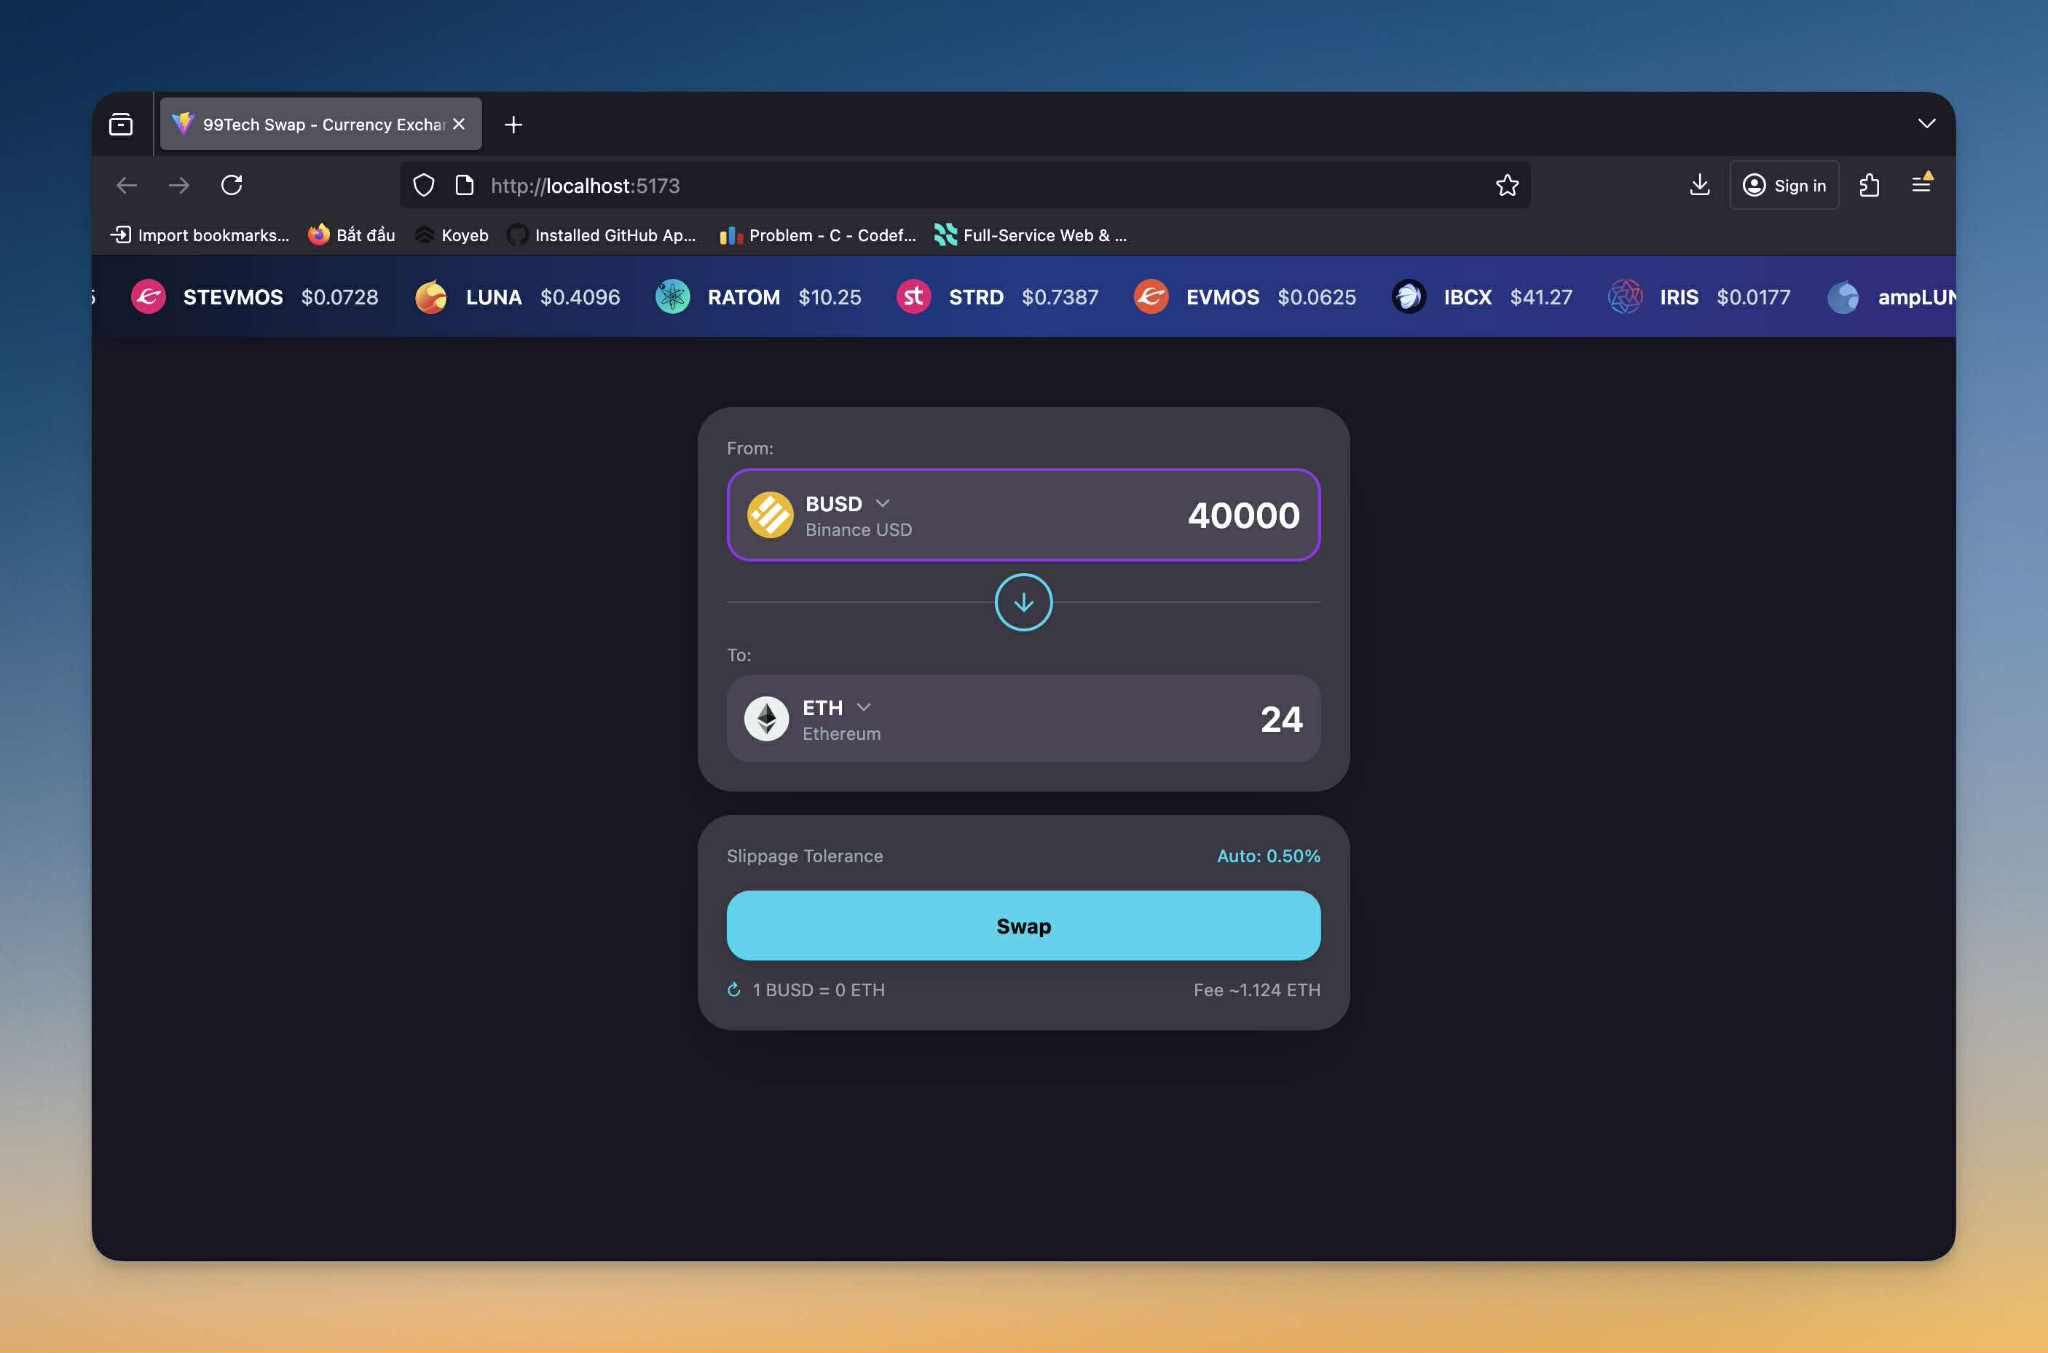 99Tech Swap - Currency Exchar
http://localhost:5173
Sign in
Import bookmarks...
Bắt đầu
Koyeb
Installed GitHub Ap...
Problem - C - Codef...
Full-Service Web & ...
5 STEVMOS $0.0728 LUNA $0.4096 RATOM $10.25 st STRD $0.7387 EVMOS $0.0625 IBCX $41.27 IRIS $0.0177 ampLUN
From:
BUSD 40000
Binance USD
To:
ETH 24
Ethereum
Slippage Tolerance Auto: 0.50%
Swap
1 BUSD = 0 ETH Fee ~1.124 ETH